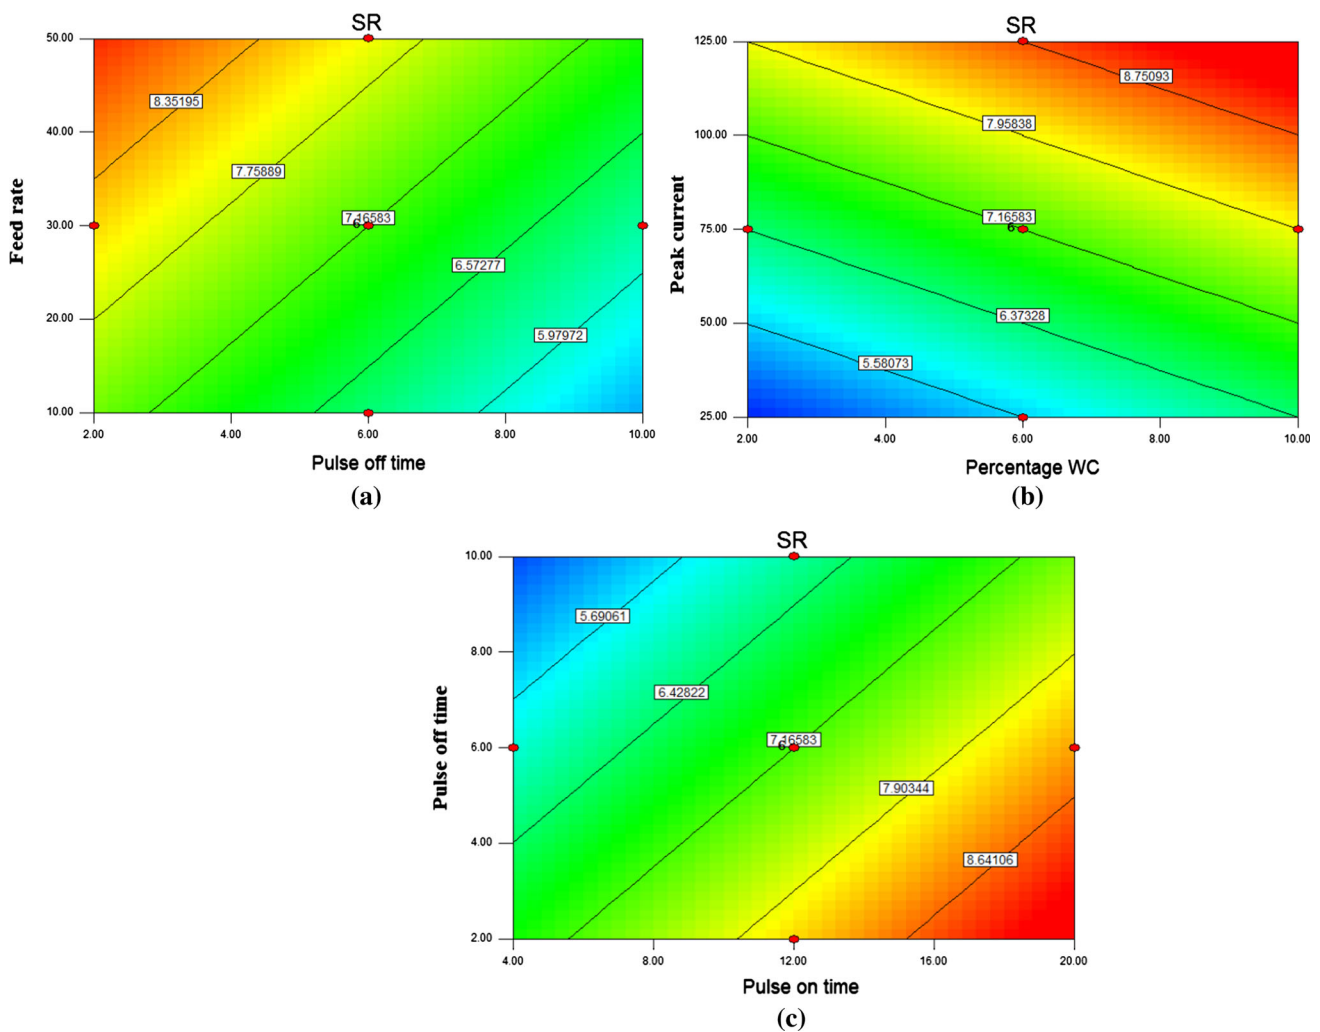 SR
50.00
8.35195
40.00
7.75889
Feed rate
30.00
7.16583
6
6.57277
20.00
5.97972
10.00
2.00 4.00 6.00 8.00 10.00
Pulse off time
(a)
SR
125.00
8.75093
7.95838
100.00
7.16583
6
Peak current
75.00
6.37328
50.00
5.58073
25.00
2.00 4.00 6.00 8.00 10.00
Percentage WC
(b)
SR
10.00
5.69061
8.00
6.42822
Pulse off time
6.00
7.16583
6
7.90344
4.00
8.64106
2.00
4.00 8.00 12.00 16.00 20.00
Pulse on time
(c)